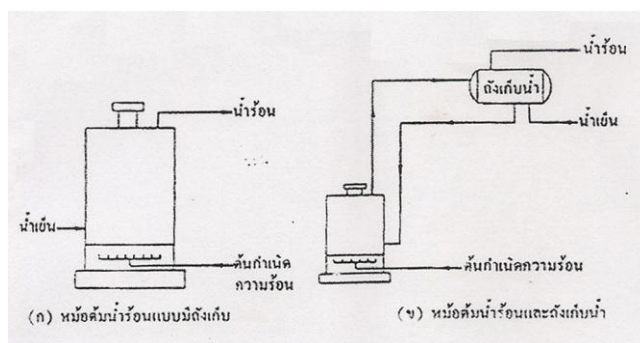 น้ำร้อน
น้ำเย็น
ต้นกำเนิด
ความร้อน
(ก) หม้อต้มน้ำร้อนแบบมีถังเก็บ
น้ำร้อน
ถังเก็บน้ำ
น้ำเย็น
ต้นกำเนิดความร้อน
(ข) หม้อต้มน้ำร้อนและถังเก็บน้ำ